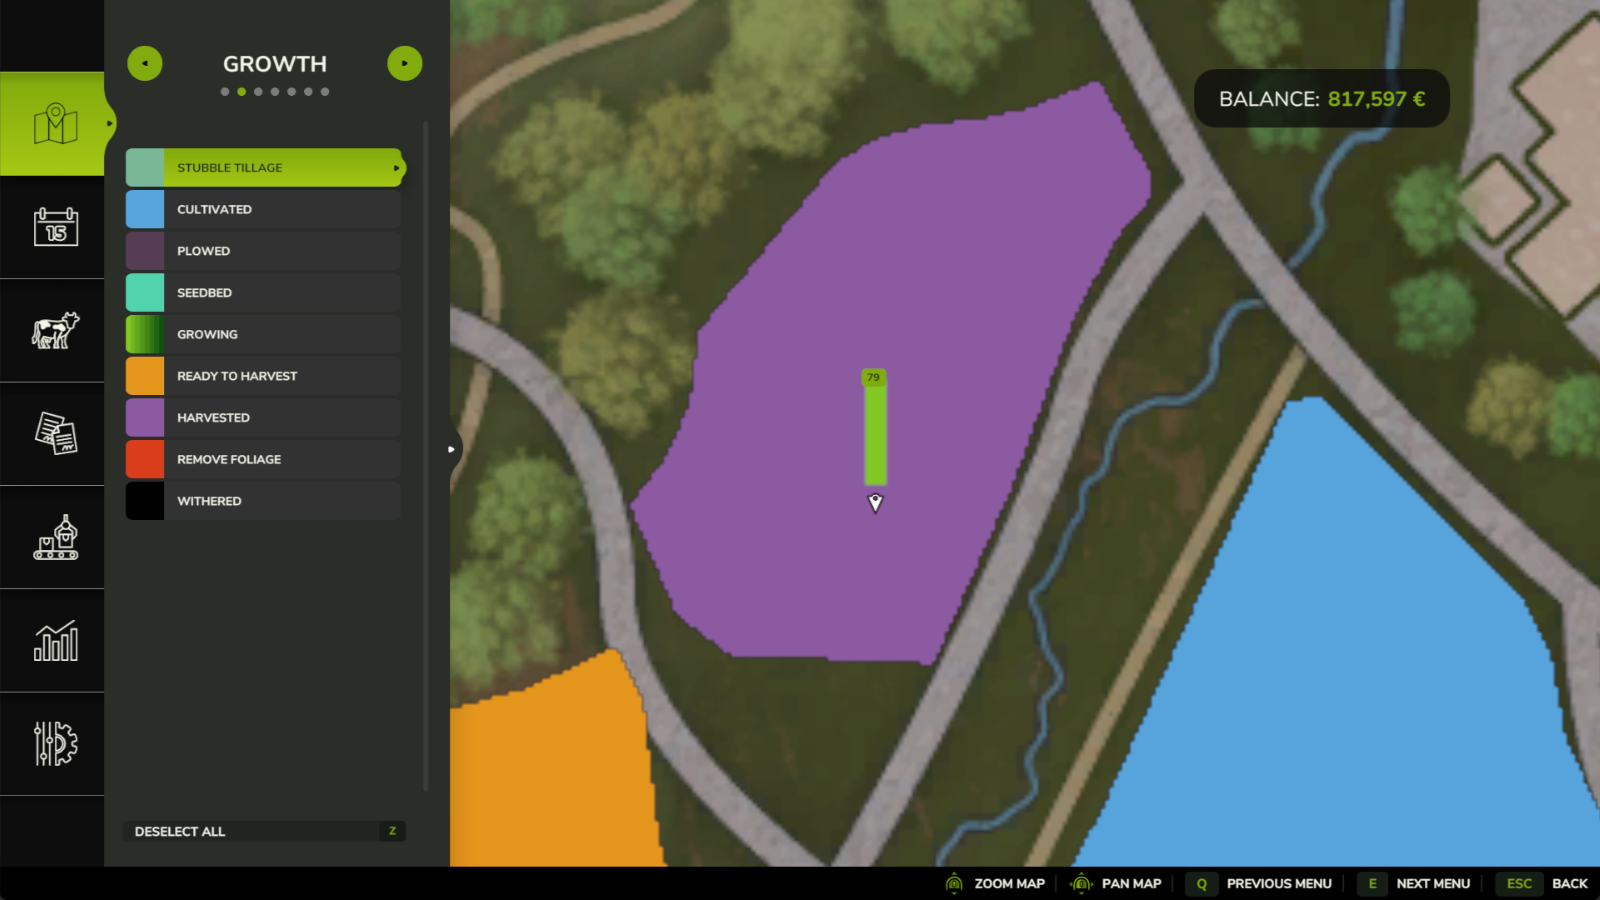 GROWTH
BALANCE: 817,597 €
15
STUBBLE TILLAGE
CULTIVATED
PLOWED
SEEDBED
GROWING
READY TO HARVEST
HARVESTED
REMOVE FOLIAGE
WITHERED
79
DESELECT ALL Z
ZOOM MAP PAN MAP Q PREVIOUS MENU E NEXT MENU ESC BACK